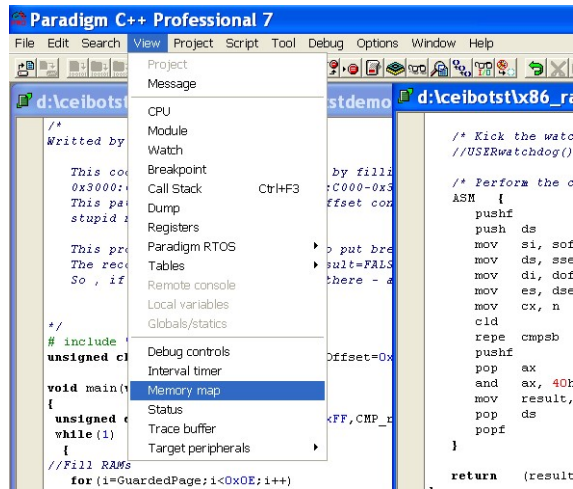 Paradigm C++ Professional 7
File Edit Search View Project Script Tool Debug Options Window Help
d:\ceibotst
stdemo
d:\ceibotst\x86_ra
Project
Message
CPU
Module
Watch
Breakpoint
Call Stack Ctrl+F3
Dump
Registers
Paradigm RTOS
Tables
Remote console
Local variables
Globals/statics
Debug controls
Interval timer
Memory map
Status
Trace buffer
Target peripherals
/*
Writted by
This co
by filli
0x3000:
:C000-0x3
This pa
ffset con
stupid
This pr
o put bre
The rec
sult=FALS
So , if
there - a
*/
# include
unsigned c
Offset=0x
void main(
{
unsigned
xFF,CMP_r
while(1)
{
//Fill RAMs
for(i=GuardedPage;i<0x0E;i++)
/* Kick the watc
//USERwatchdog()
/* Perform the c
ASM {
pushf
push ds
mov si, sof
mov ds, sse
mov di, dof
mov es, dse
mov cx, n
cld
repe cmpsb
pushf
pop ax
and ax, 40h
mov result,
pop ds
popf
}
return (result